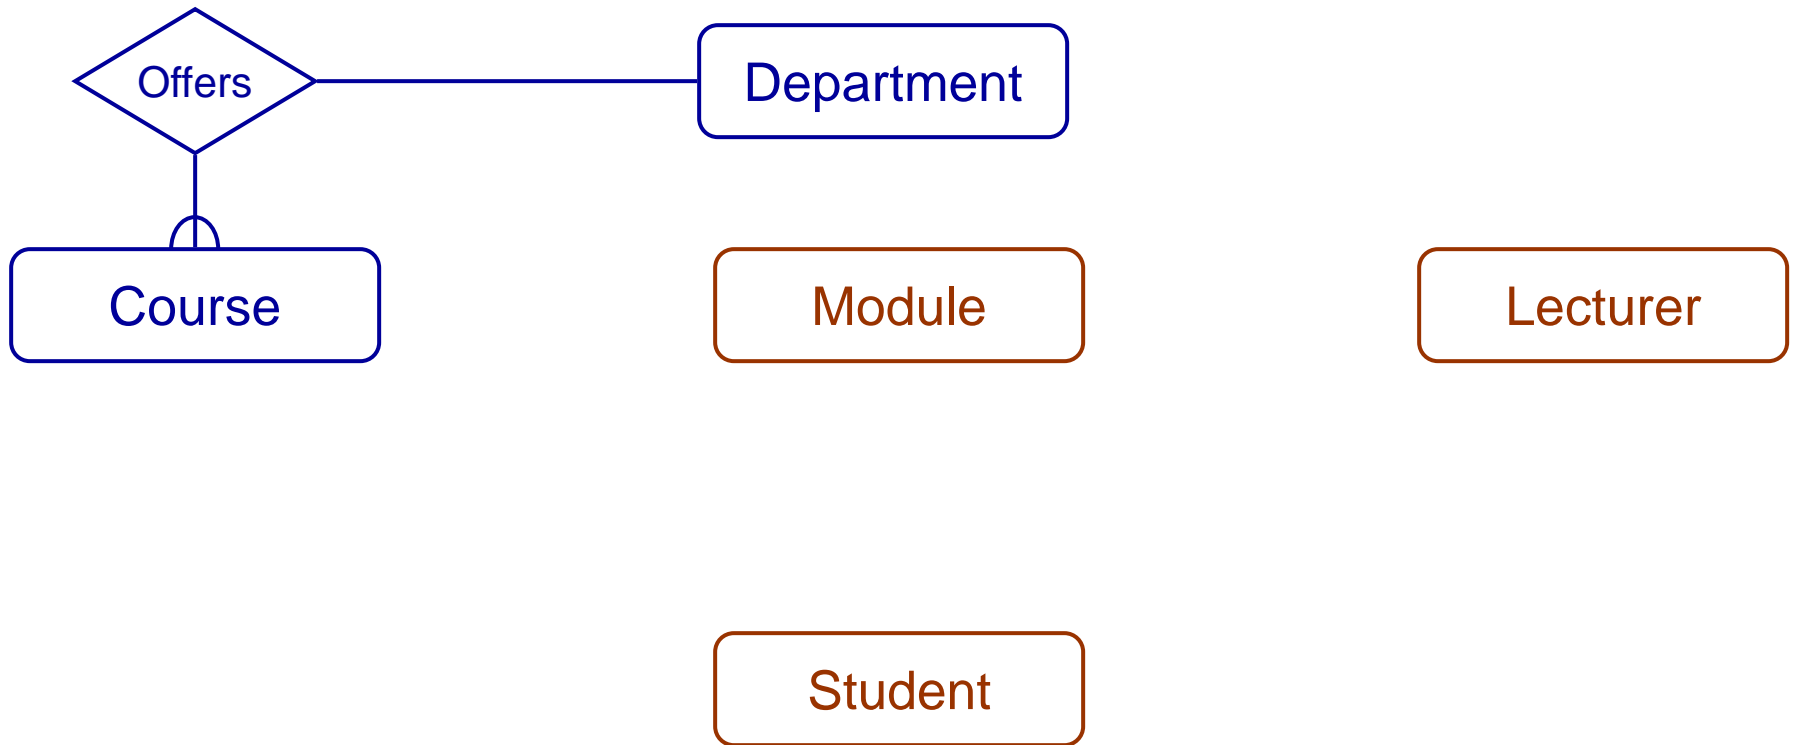 Offers
Department
Course
Module
Lecturer
Student